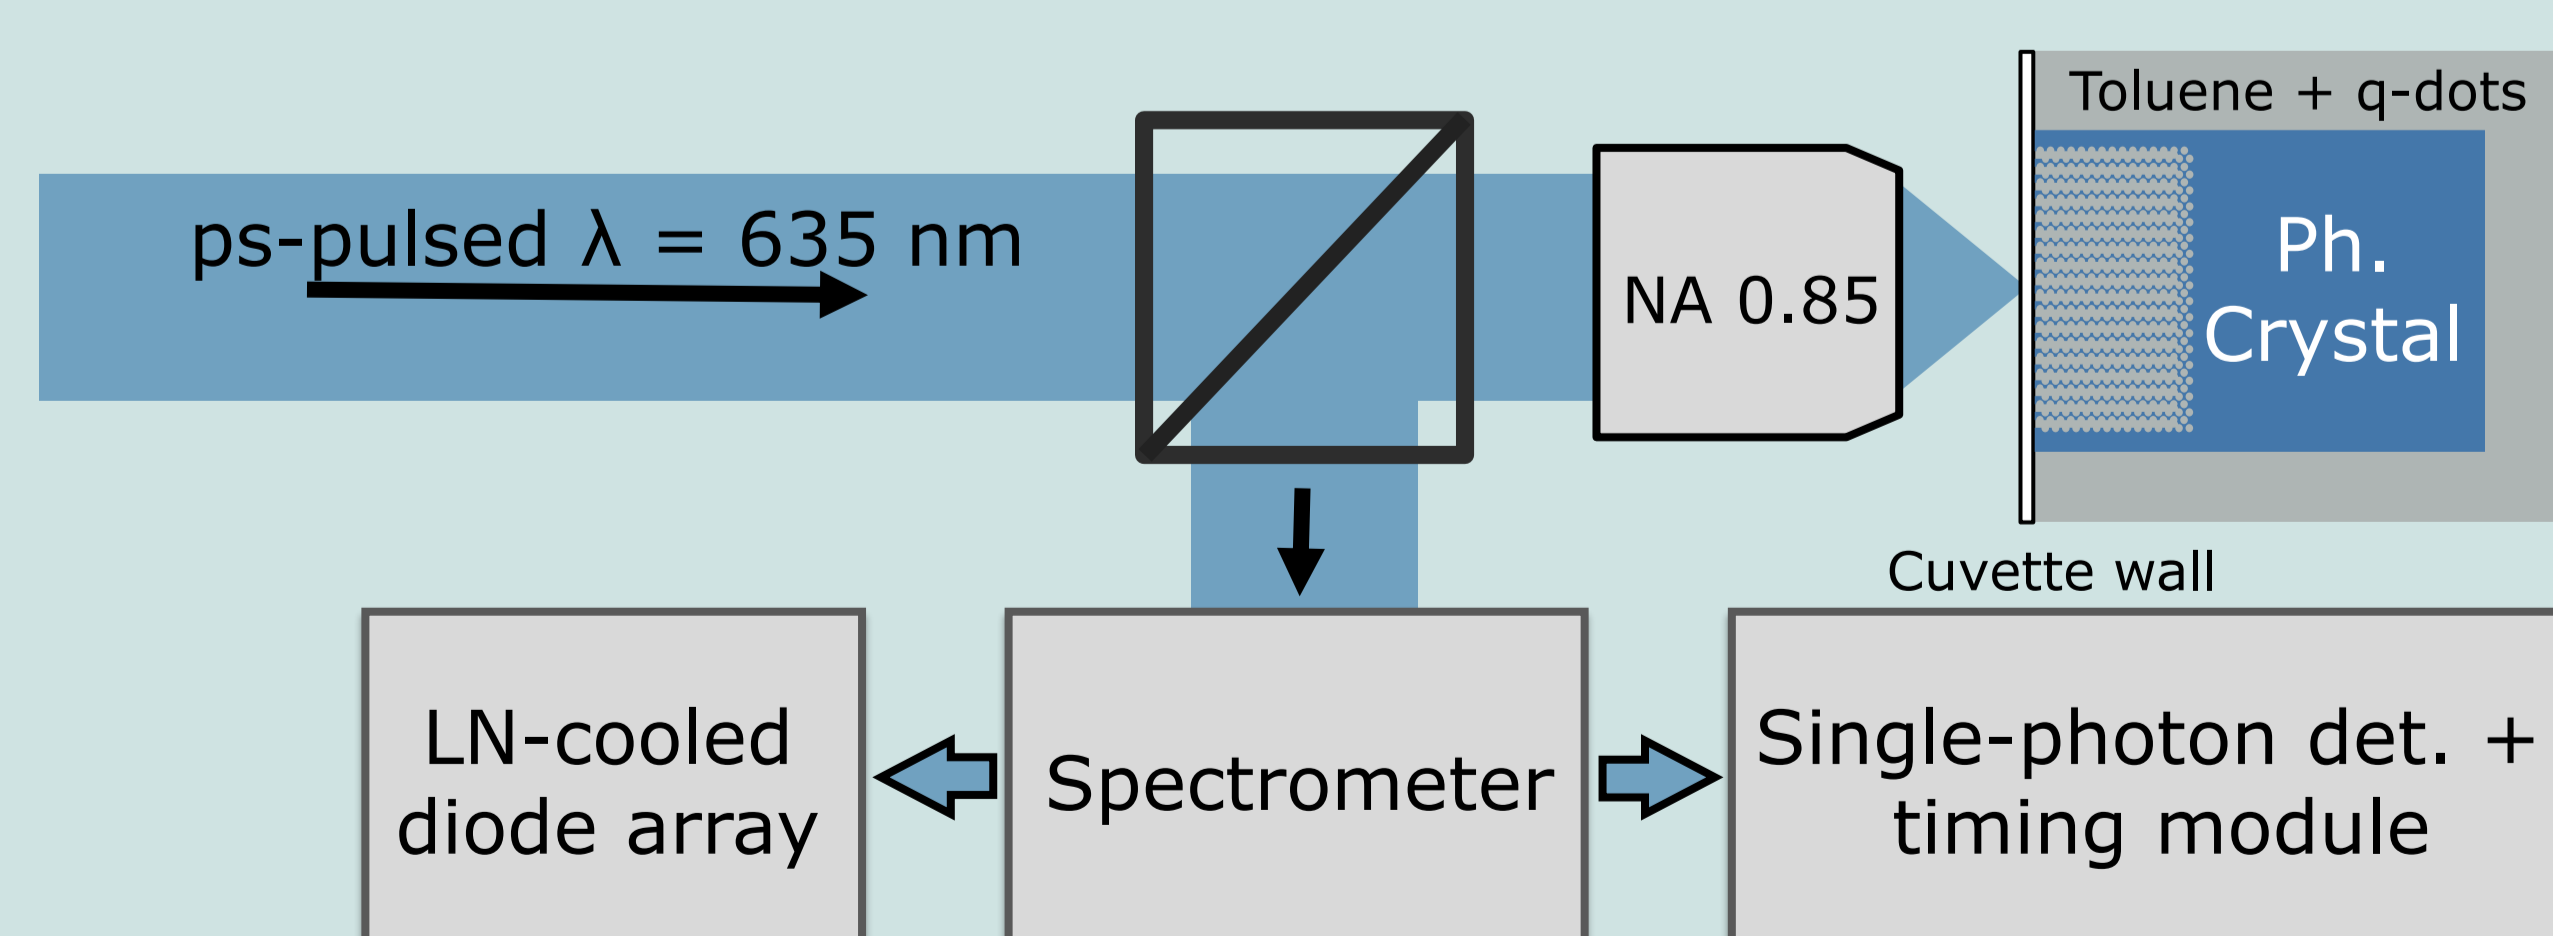 Toluene + q-dots
ps-pulsed λ = 635 nm
NA 0.85
Ph.
Crystal
Cuvette wall
LN-cooled
diode array
Spectrometer
Single-photon det. +
timing module